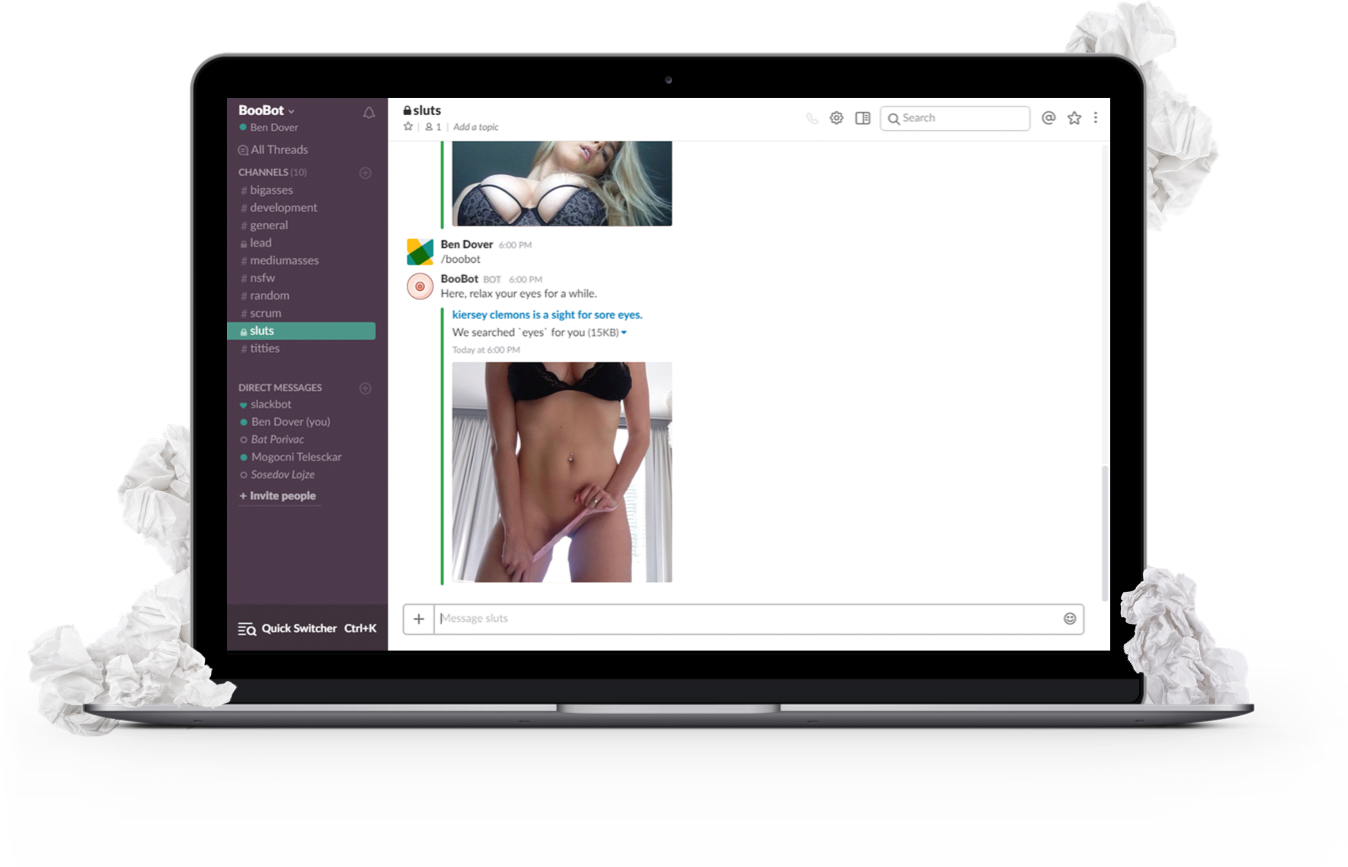 BooBot
Ben Dover
All Threads
CHANNELS (10)
# bigasses
# development
# general
lead
# mediumasses
# nsfw
# random
# scrum
sluts
# titties
DIRECT MESSAGES
slackbot
Ben Dover (you)
Bat Porivac
Mogocni Telesckar
Sosedov Lojze
+ Invite people
Quick Switcher Ctrl+K
sluts
1 | Add a topic
Search
Ben Dover 6:00 PM
/boobot
BooBot BOT 6:00 PM
Here, relax your eyes for a while.
kiersey clemons is a sight for sore eyes.
We searched `eyes` for you (15KB)
Today at 6:00 PM
Message sluts